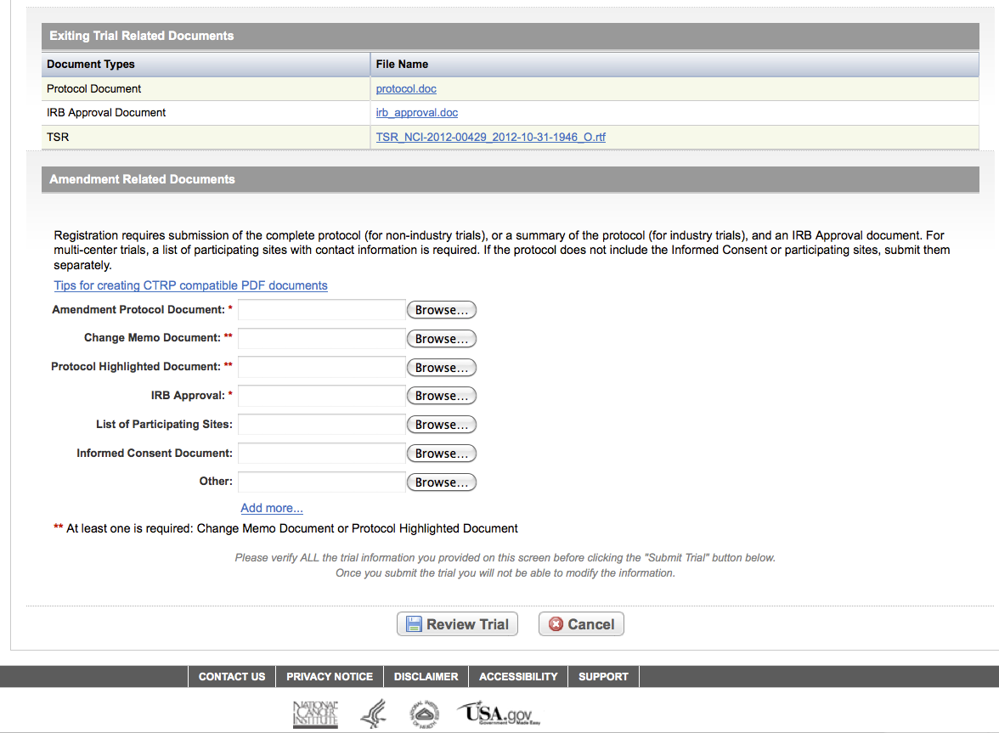 Exiting Trial Related Documents
Document Types File Name
Protocol Document protocol.doc
IRB Approval Document irb_approval.doc
TSR TSR_NCI-2012-00429_2012-10-31-1946_O.rtf
Amendment Related Documents
Registration requires submission of the complete protocol (for non-industry trials), or a summary of the protocol (for industry trials), and an IRB Approval document. For
multi-center trials, a list of participating sites with contact information is required. If the protocol does not include the Informed Consent or participating sites, submit them
separately.
Tips for creating CTRP compatible PDF documents
Amendment Protocol Document: * Browse...
Change Memo Document: ** Browse...
Protocol Highlighted Document: ** Browse...
IRB Approval: * Browse...
List of Participating Sites: Browse...
Informed Consent Document: Browse...
Other: Browse...
Add more...
** At least one is required: Change Memo Document or Protocol Highlighted Document
Please verify ALL the trial information you provided on this screen before clicking the "Submit Trial" button below.
Once you submit the trial you will not be able to modify the information.
Review Trial Cancel
CONTACT US PRIVACY NOTICE DISCLAIMER ACCESSIBILITY SUPPORT
NATIONAL
CANCER
INSTITUTE
USA.gov
Government Made Easy